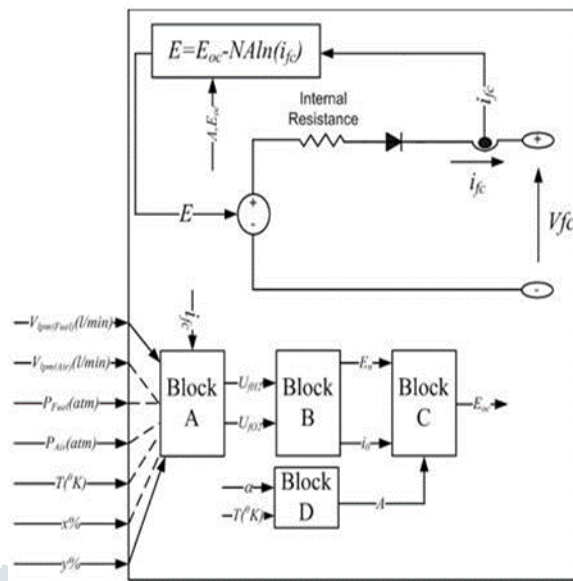 E=Eoc-NAln(ifc)
Internal
Resistance
ifc
A,Eoc
+
ifc
E
+
-
Vfc
-
Vlpm(Fuel)(l/min)
ifc
Vlpm(Air)(l/min)
PFuel(atm)
PAir(atm)
T(⁰K)
x%
y%
Block
A
UfH2
UfO2
Block
B
En
i0
Block
C
Eoc
α
T(⁰K)
Block
D
A